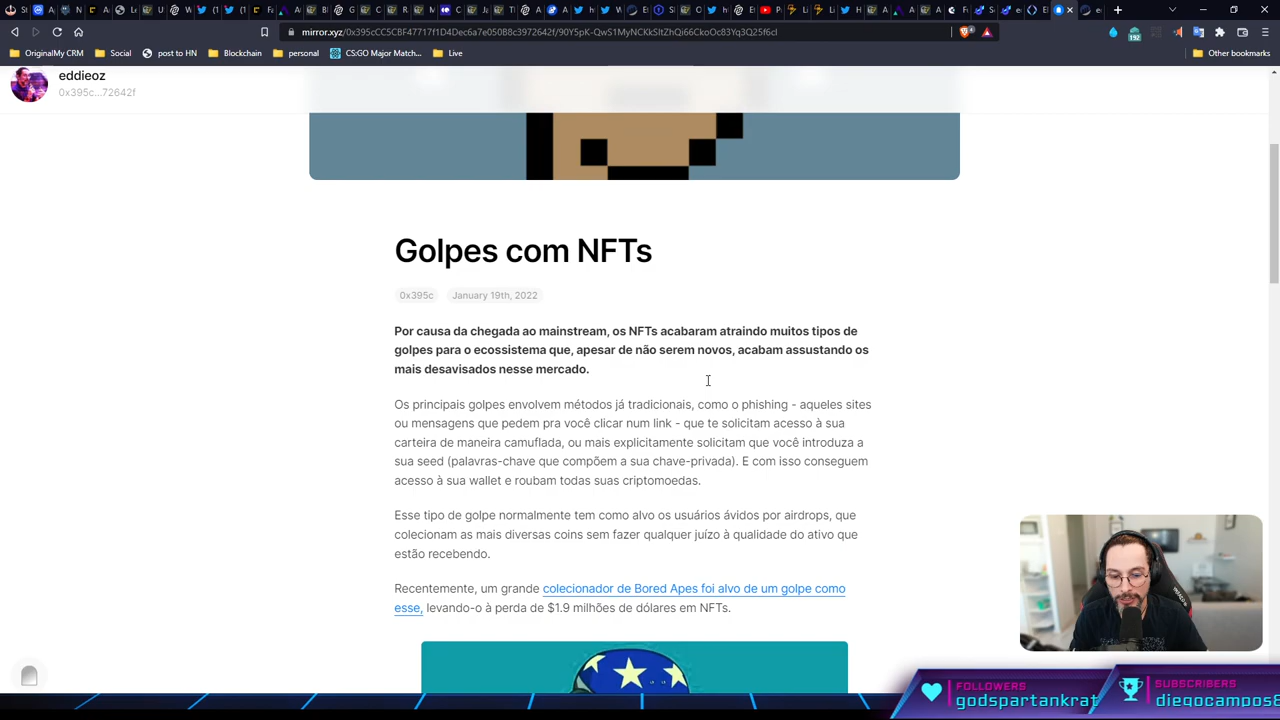 mirror.xyz/0x395cCC5CBF47717f1D4Dec6a7e050B8c3972642f/90Y5pK-QwS1MyNCKkSItZhQi66CkoOc83Yq3Q25f6cI
192
OriginalMy CRM
Social
post to HN
Blockchain
personal
CS:GO Major Match...
Live
Other bookmarks
eddieoz
0x395c...72642f
Golpes com NFTs
0x395c
January 19th, 2022
Por causa da chegada ao mainstream, os NFTs acabaram atraindo muitos tipos de
golpes para o ecossistema que, apesar de não serem novos, acabam assustando os
mais desavisados nesse mercado.
Os principais golpes envolvem métodos já tradicionais, como o phishing - aqueles sites
ou mensagens que pedem pra você clicar num link - que te solicitam acesso à sua
carteira de maneira camuflada, ou mais explicitamente solicitam que você introduza a
sua seed (palavras-chave que compõem a sua chave-privada). E com isso conseguem
acesso à sua wallet e roubam todas suas criptomoedas.
Esse tipo de golpe normalmente tem como alvo os usuários ávidos por airdrops, que
colecionam as mais diversas coins sem fazer qualquer juízo à qualidade do ativo que
estão recebendo.
Recentemente, um grande colecionador de Bored Apes foi alvo de um golpe como
esse, levando-o à perda de $1.9 milhões de dólares em NFTs.
FOLLOWERS
godspartankrat
SUBSCRIBERS
diegocampos8